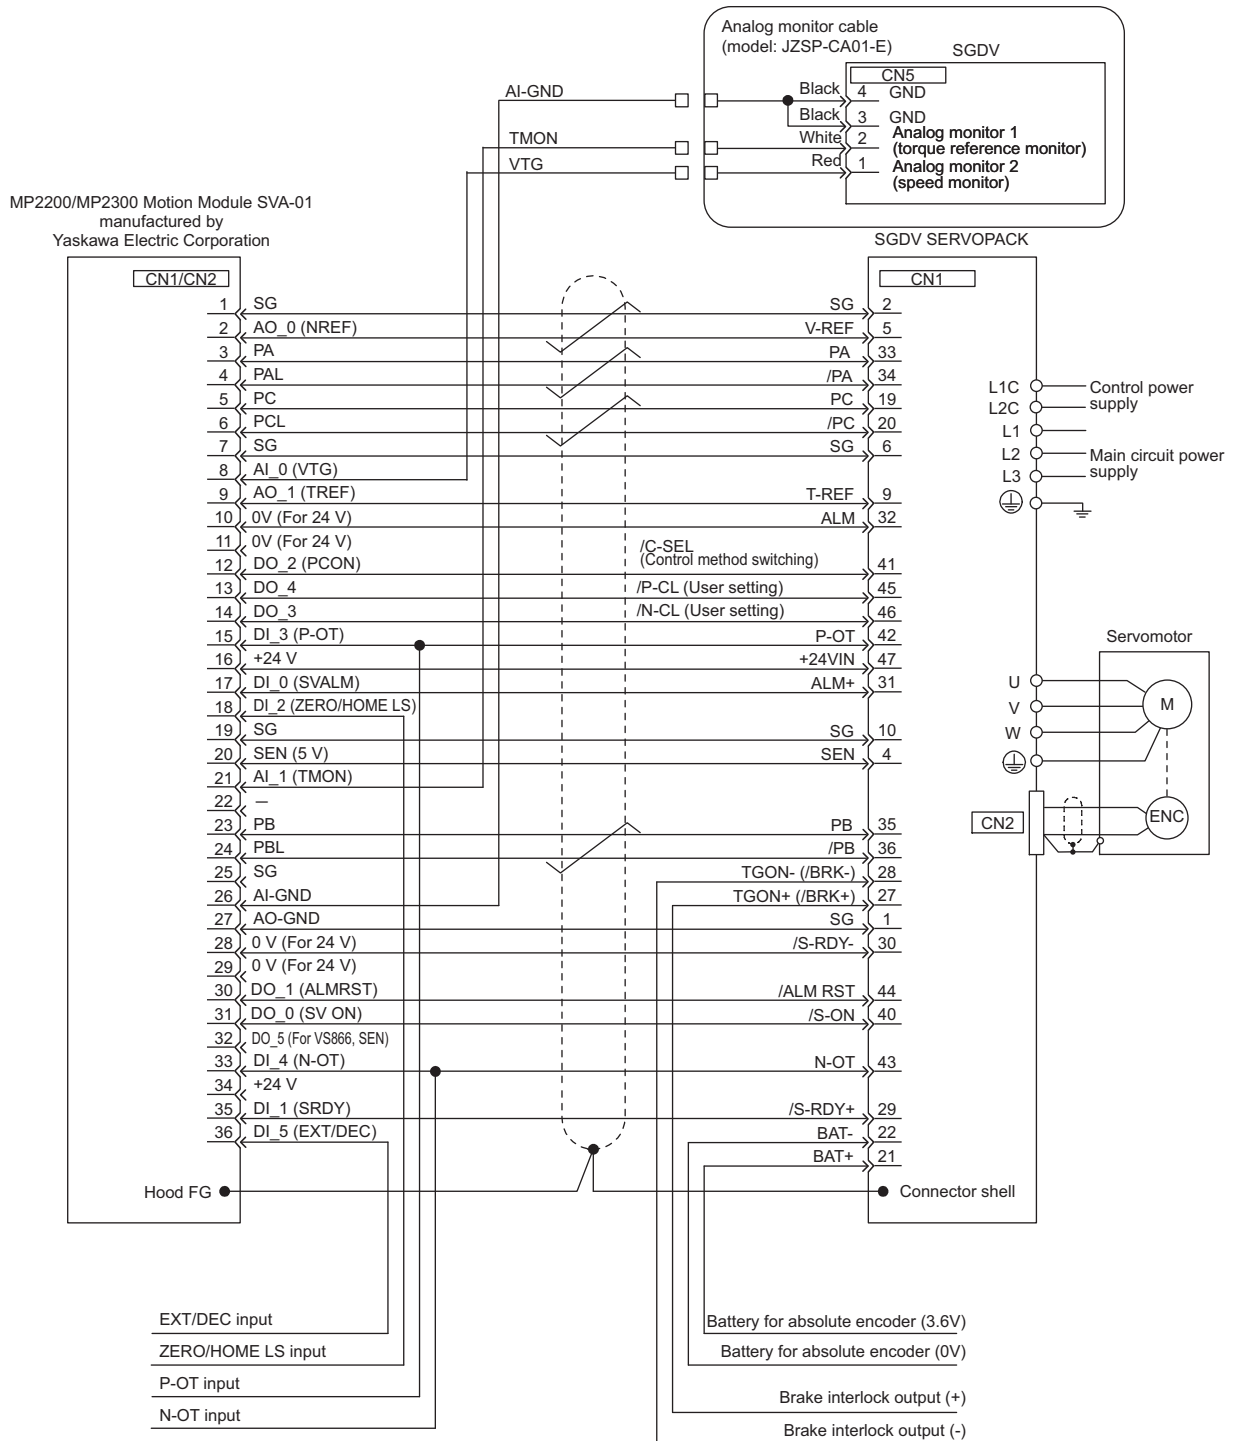 Analog monitor cable
(model: JZSP-CA01-E)
SGDV
CN5
AI-GND
Black 4 GND
Black 3 GND
TMON
White 2 Analog monitor 1
(torque reference monitor)
VTG
Red 1 Analog monitor 2
(speed monitor)
MP2200/MP2300 Motion Module SVA-01
manufactured by
Yaskawa Electric Corporation
SGDV SERVOPACK
CN1/CN2
CN1
1 SG SG 2
2 AO_0 (NREF) V-REF 5
3 PA PA 33
4 PAL /PA 34
5 PC PC 19
6 PCL /PC 20
7 SG SG 6
8 AI_0 (VTG)
9 AO_1 (TREF) T-REF 9
10 0V (For 24 V) ALM 32
11 0V (For 24 V)
/C-SEL
(Control method switching)
12 DO_2 (PCON) 41
13 DO_4 /P-CL (User setting) 45
14 DO_3 /N-CL (User setting) 46
15 DI_3 (P-OT) P-OT 42
16 +24 V +24VIN 47
17 DI_0 (SVALM) ALM+ 31
18 DI_2 (ZERO/HOME LS)
19 SG SG 10
20 SEN (5 V) SEN 4
21 AI_1 (TMON)
22 —
23 PB PB 35
24 PBL /PB 36
25 SG TGON- (/BRK-) 28
26 AI-GND TGON+ (/BRK+) 27
27 AO-GND SG 1
28 0 V (For 24 V) /S-RDY- 30
29 0 V (For 24 V)
30 DO_1 (ALMRST) /ALM RST 44
31 DO_0 (SV ON) /S-ON 40
32 DO_5 (For VS866, SEN)
33 DI_4 (N-OT) N-OT 43
34 +24 V
35 DI_1 (SRDY) /S-RDY+ 29
36 DI_5 (EXT/DEC) BAT- 22
BAT+ 21
Hood FG
Connector shell
L1C Control power
L2C supply
L1
L2 Main circuit power
L3 supply
Servomotor
U
V
W
M
CN2
ENC
EXT/DEC input
ZERO/HOME LS input
P-OT input
N-OT input
Battery for absolute encoder (3.6V)
Battery for absolute encoder (0V)
Brake interlock output (+)
Brake interlock output (-)